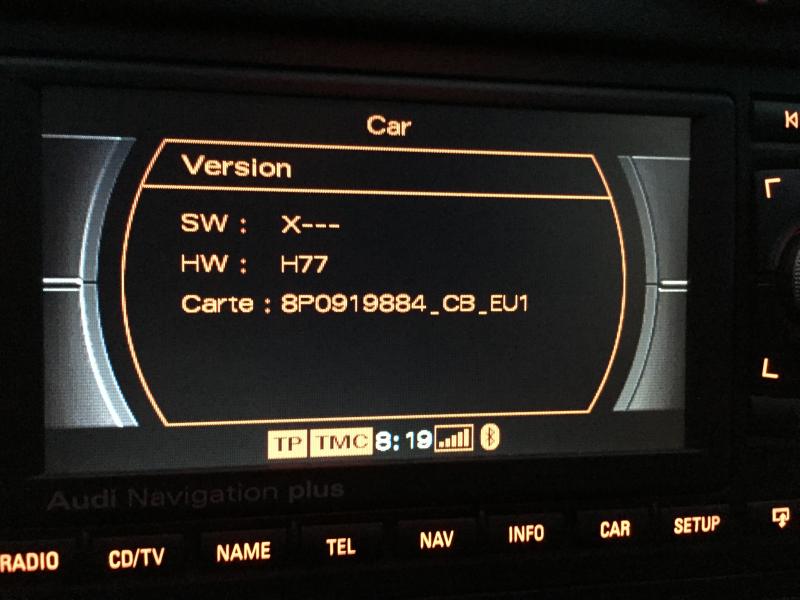 Car
Version
SW : X---
HW : H77
Carte : 8P0919884_CB_EU1
TP TMC 8:19
Audi Navigation plus
RADIO CD/TV NAME TEL NAV INFO CAR SETUP